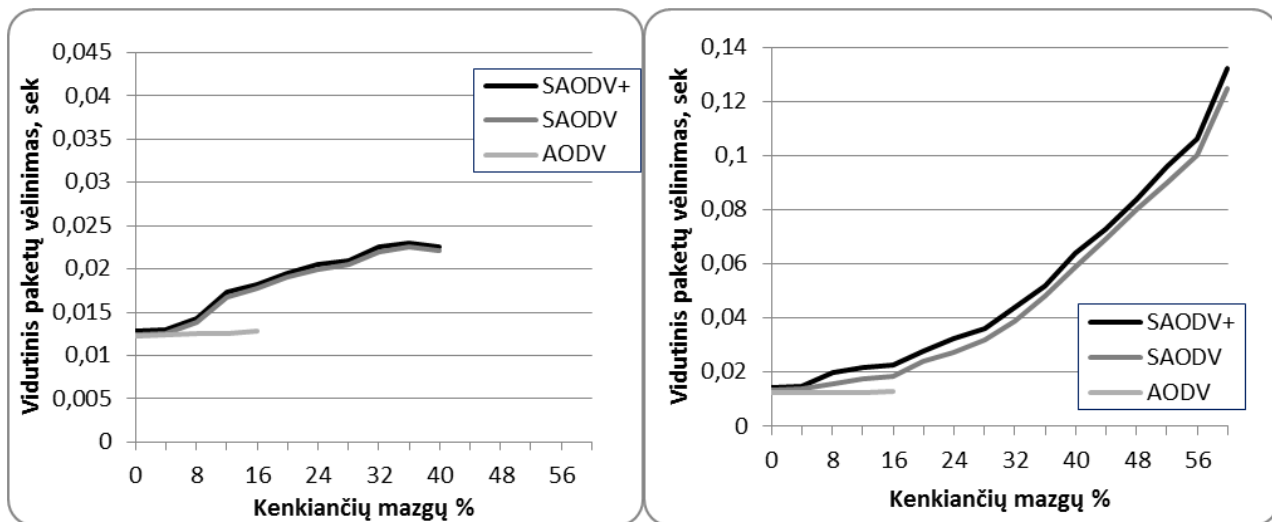 Vidutinis paketų vėlinimas, sek
0,045
0,04
0,035
0,03
0,025
0,02
0,015
0,01
0,005
0
SAODV+
SAODV
AODV
0 8 16 24 32 40 48 56
Kenkiančių mazgų %
Vidutinis paketų vėlinimas, sek
0,14
0,12
0,1
0,08
0,06
0,04
0,02
0
SAODV+
SAODV
AODV
0 8 16 24 32 40 48 56
Kenkiančių mazgų %